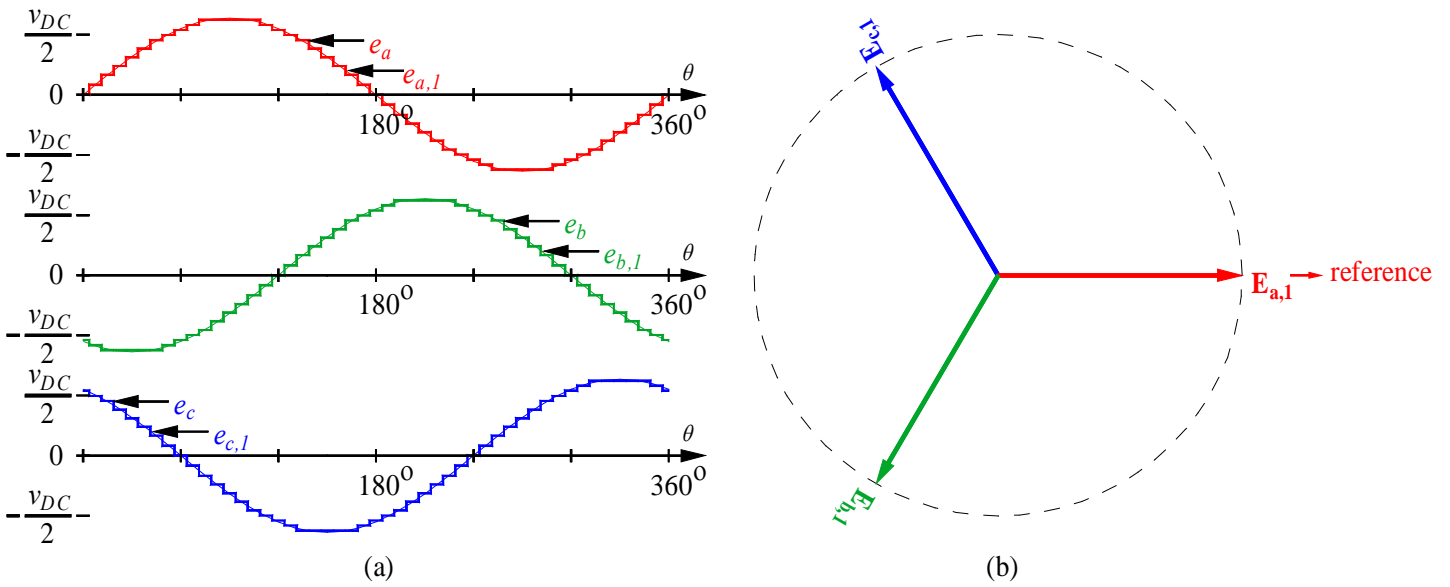 v_DC
2
e_a
e_a,1
θ
0
180°
360°
-v_DC
2
v_DC
2
e_b
e_b,1
θ
0
180°
360°
-v_DC
2
v_DC
2
e_c
e_c,1
θ
0
180°
360°
-v_DC
2
(a)
E_c,1
E_a,1
reference
E_b,1
(b)